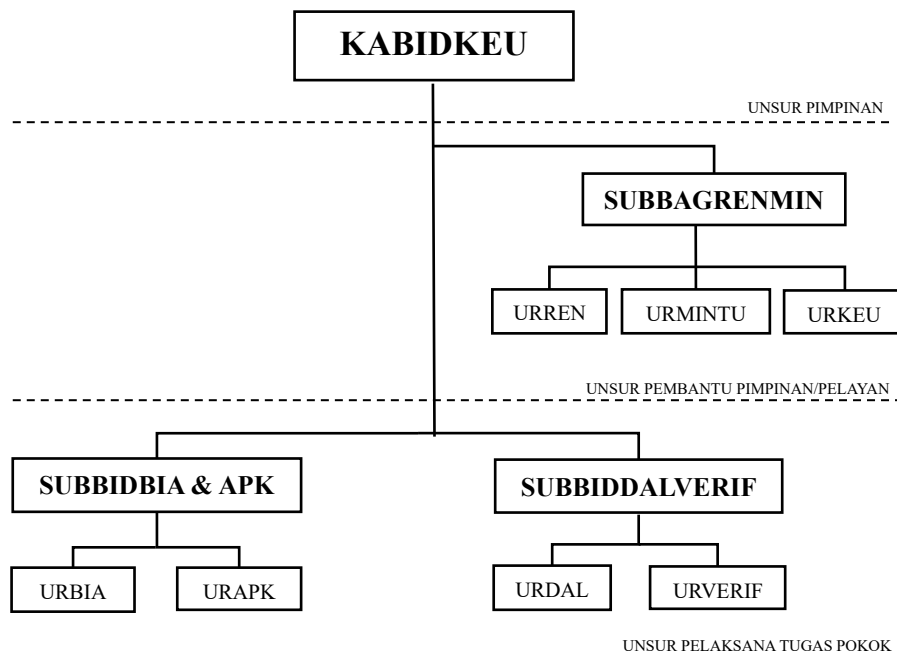 KABIDKEU
UNSUR PIMPINAN
SUBBAGRENMIN
URREN
URMINTU
URKEU
UNSUR PEMBANTU PIMPINAN/PELAYAN
SUBBIDBIA & APK
SUBBIDDALVERIF
URBIA
URAPK
URDAL
URVERIF
UNSUR PELAKSANA TUGAS POKOK